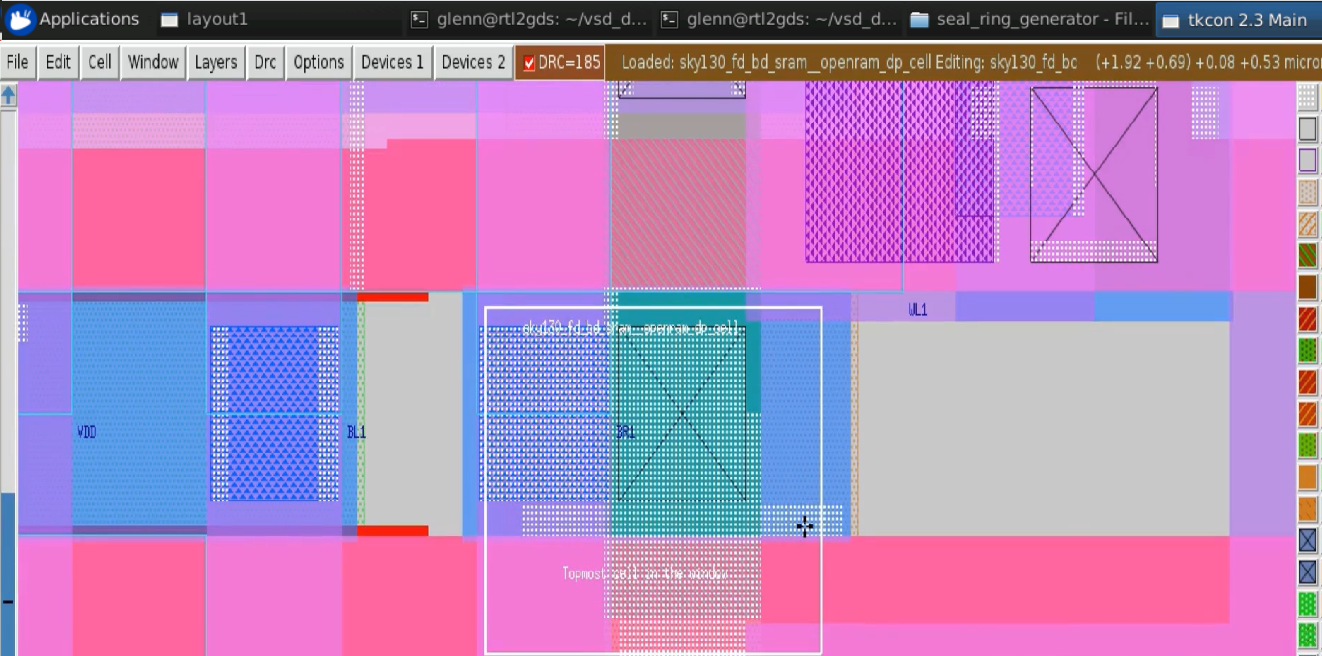 Applications layout1 glenn@rtl2gds: ~/vsd_d... glenn@rtl2gds: ~/vsd_d... seal_ring_generator - Fil... tkcon 2.3 Main
File Edit Cell Window Layers Drc Options Devices 1 Devices 2 DRC=185 Loaded: sky130_fd_bd_sram__openram_dp_cell Editing: sky130_fd_bc (+1.92 +0.69) +0.08 +0.53 micro
WL1
sky130_fd_bd_sram__openram_dp_cell
VDD BL1 BR1
Topmost cell in the window